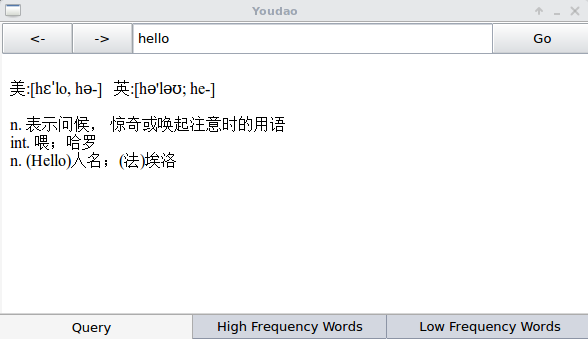 Youdao
<- -> hello Go
美:[hɛˈlo, hə-] 英:[hə'ləʊ; he-]
n. 表示问候， 惊奇或唤起注意时的用语
int. 喂；哈罗
n. (Hello)人名；(法)埃洛
Query High Frequency Words Low Frequency Words